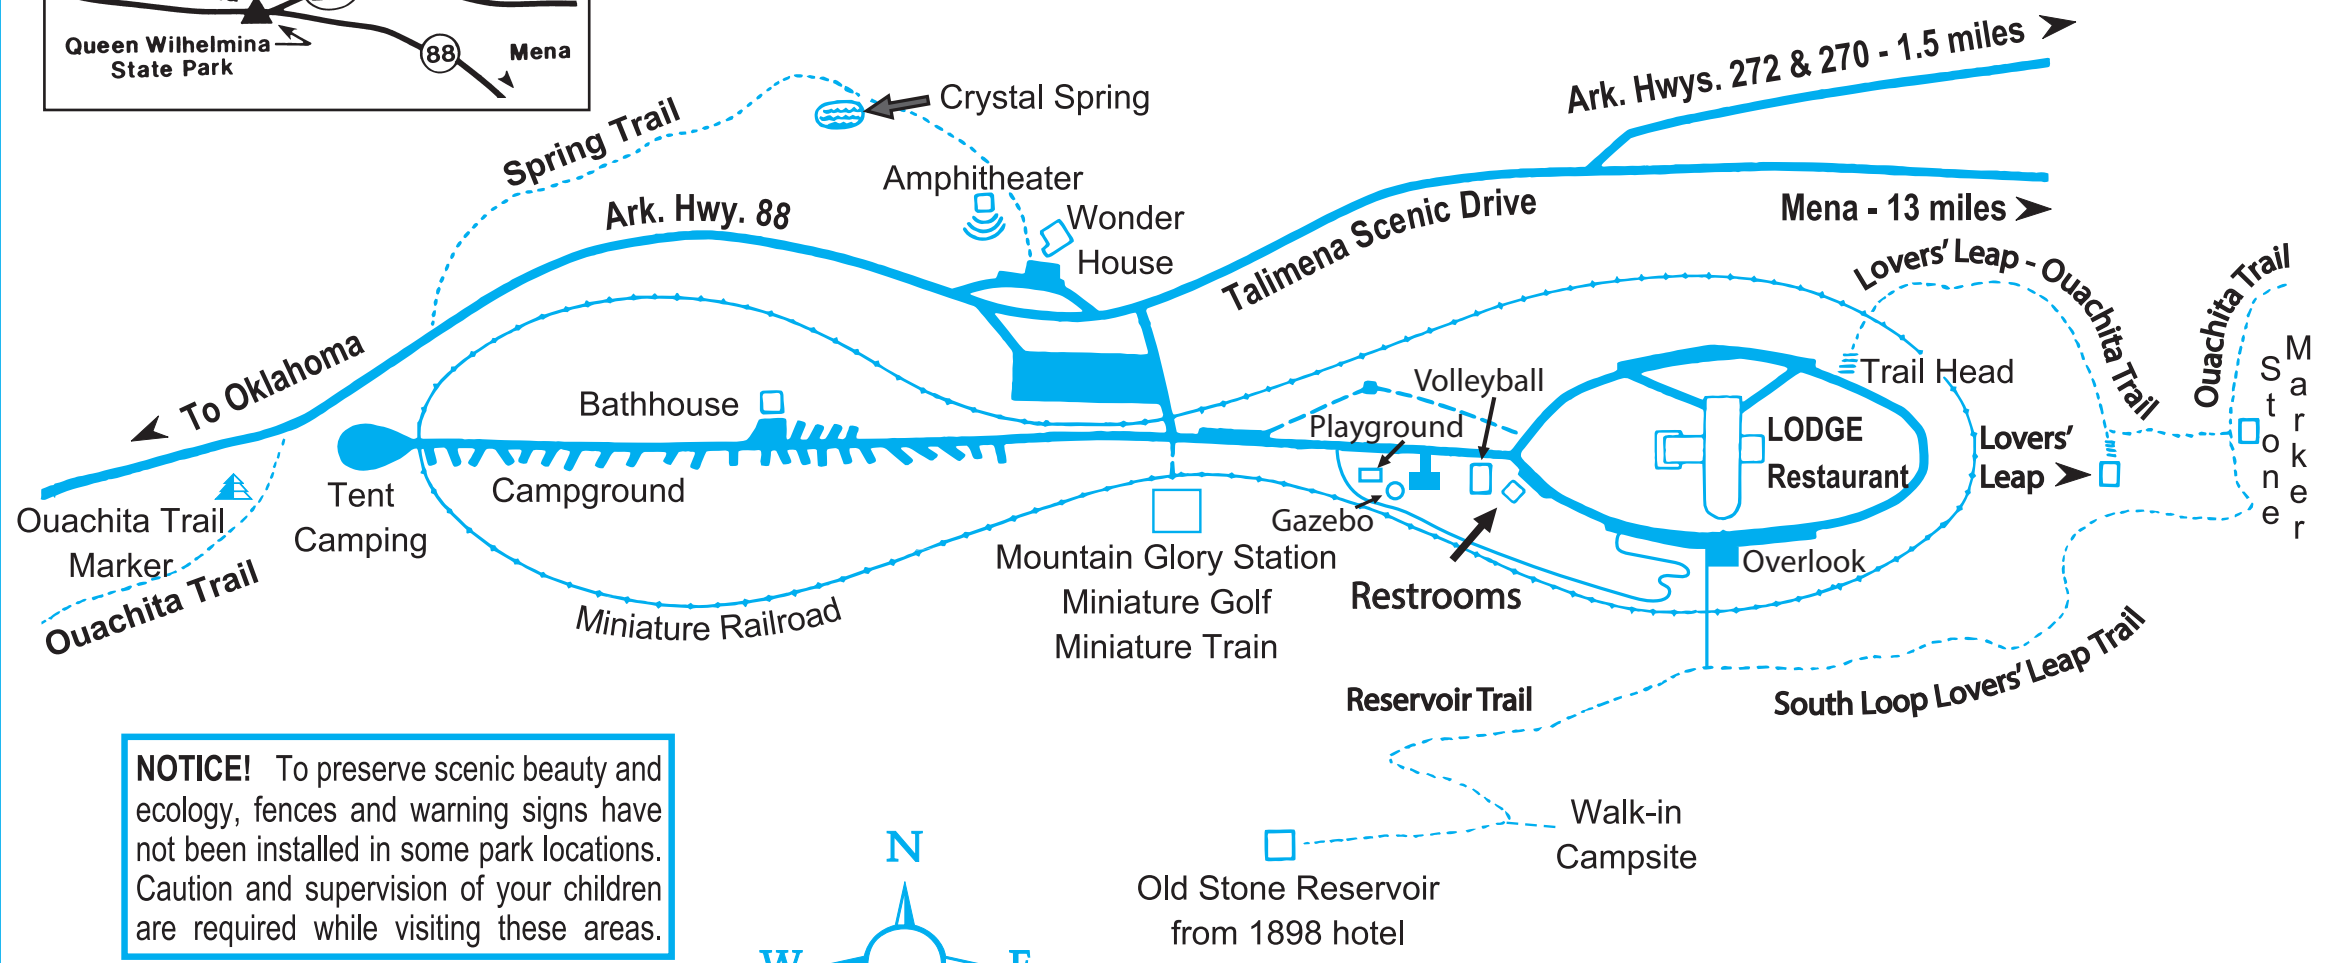 Queen Wilhelmina
State Park
88
Mena
Ark. Hwys. 272 & 270 - 1.5 miles
Crystal Spring
Spring Trail
Amphitheater
Ark. Hwy. 88
Wonder
House
Talimena Scenic Drive
Mena - 13 miles
Lovers' Leap - Ouachita Trail
Ouachita Trail
Stone
Marker
To Oklahoma
Bathhouse
Volleyball
Playground
Trail Head
LODGE
Restaurant
Lovers'
Leap
Tent
Camping
Campground
Ouachita Trail
Marker
Ouachita Trail
Gazebo
Mountain Glory Station
Miniature Golf
Miniature Train
Restrooms
Overlook
Miniature Railroad
Reservoir Trail
South Loop Lovers' Leap Trail
NOTICE! To preserve scenic beauty and
ecology, fences and warning signs have
not been installed in some park locations.
Caution and supervision of your children
are required while visiting these areas.
N
W
E
Walk-in
Campsite
Old Stone Reservoir
from 1898 hotel